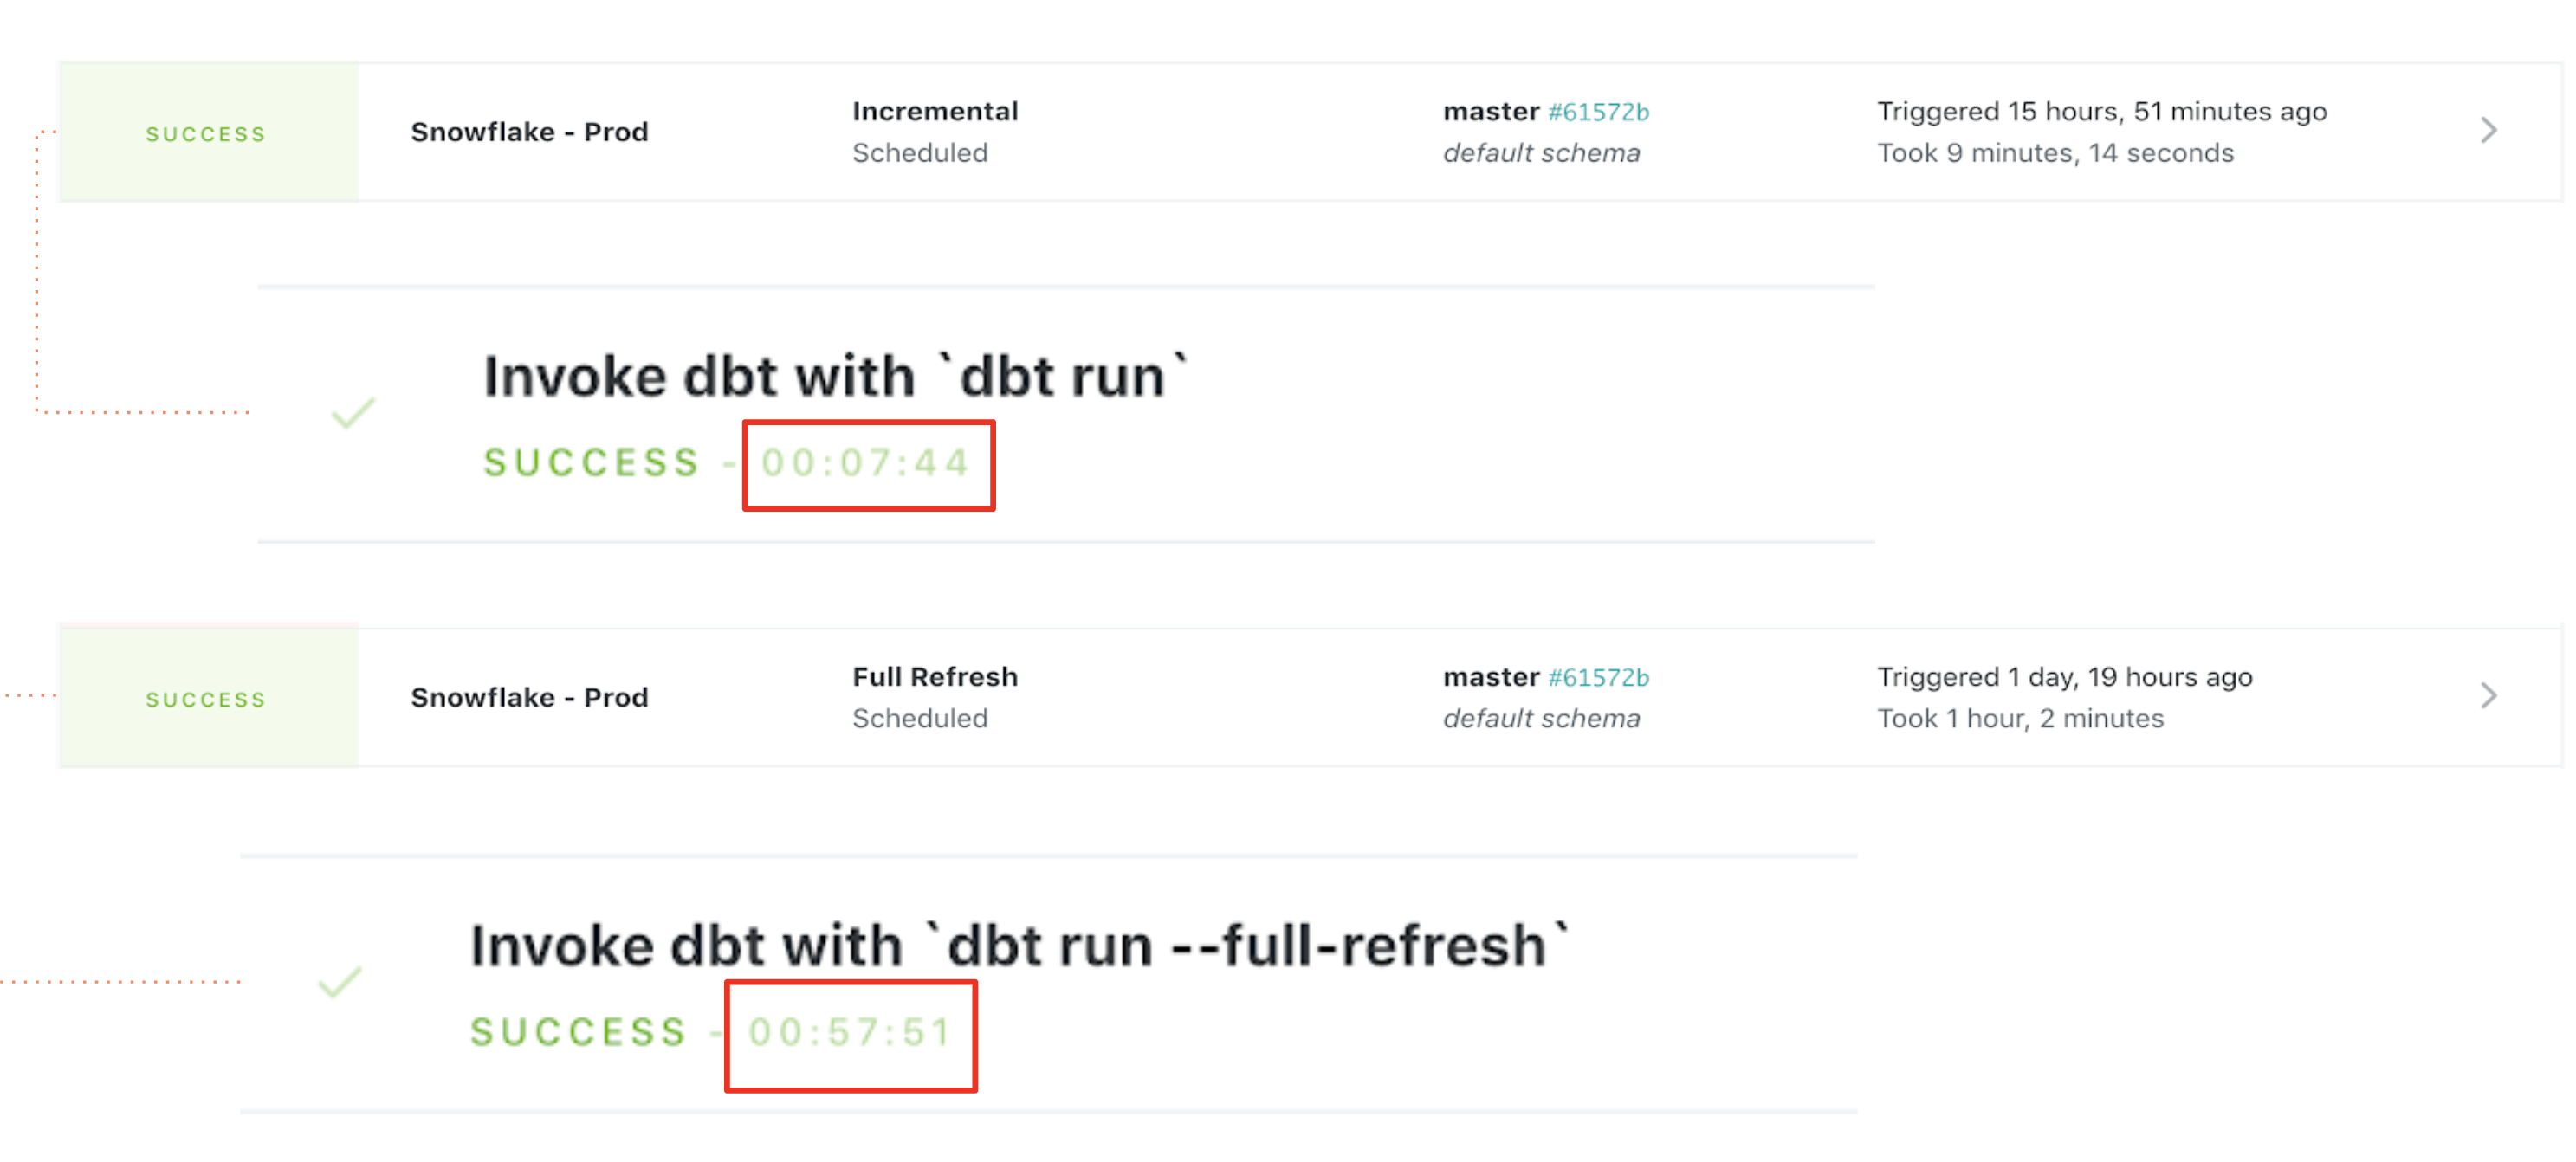 SUCCESS
Snowflake - Prod
Incremental
Scheduled
master #61572b
default schema
Triggered 15 hours, 51 minutes ago
Took 9 minutes, 14 seconds
Invoke dbt with `dbt run`
SUCCESS - 00:07:44
SUCCESS
Snowflake - Prod
Full Refresh
Scheduled
master #61572b
default schema
Triggered 1 day, 19 hours ago
Took 1 hour, 2 minutes
Invoke dbt with `dbt run --full-refresh`
SUCCESS - 00:57:51